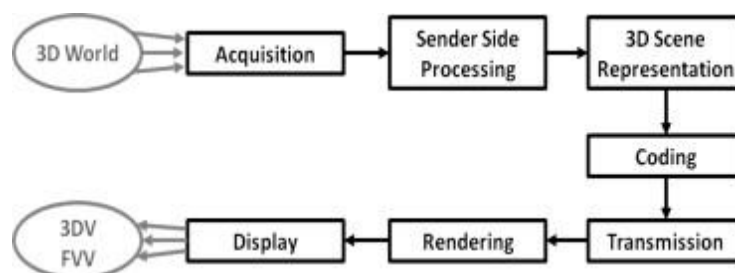 3D World
Acquisition
Sender Side
Processing
3D Scene
Representation
Coding
Transmission
Rendering
Display
3DV
FVV